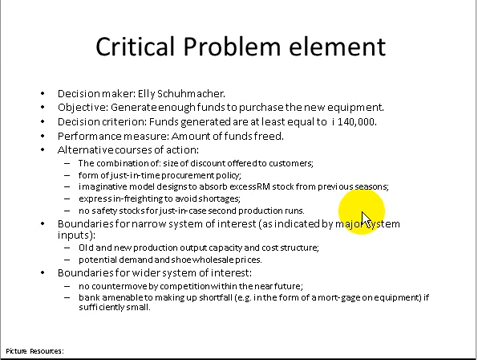 Critical Problem element
• Decision maker: Elly Schuhmacher.
• Objective: Generate enough funds to purchase the new equipment.
• Decision criterion: Funds generated are at least equal to i 140,000.
• Performance measure: Amount of funds freed.
• Alternative courses of action:
– The combination of: size of discount offered to customers;
– form of just-in-time procurement policy;
– imaginative model designs to absorb excess RM stock from previous seasons;
– express in-freighting to avoid shortages;
– no safety stocks for just-in-case second production runs.
• Boundaries for narrow system of interest (as indicated by major system
inputs):
– Old and new production output capacity and cost structure;
– potential demand and shoe wholesale prices.
• Boundaries for wider system of interest:
– no countermove by competition within the near future;
– bank amenable to making up shortfall (e.g. in the form of a mort-gage on equipment) if
sufficiently small.
Picture Resources: